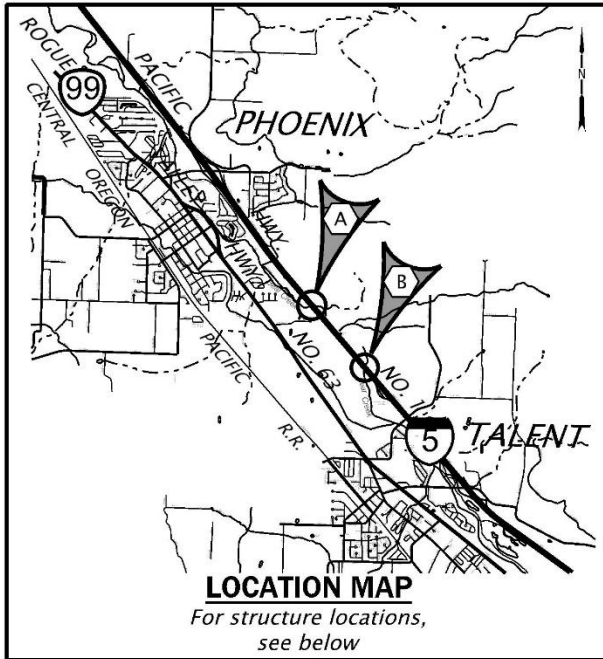 ROGUE
99
PACIFIC
N
PHOENIX
CENTRAL
OREGON
HWY.
HWY.
A
B
PACIFIC
NO. 63
NO. 1
R.R.
5
TALENT
LOCATION MAP
For structure locations,
see below